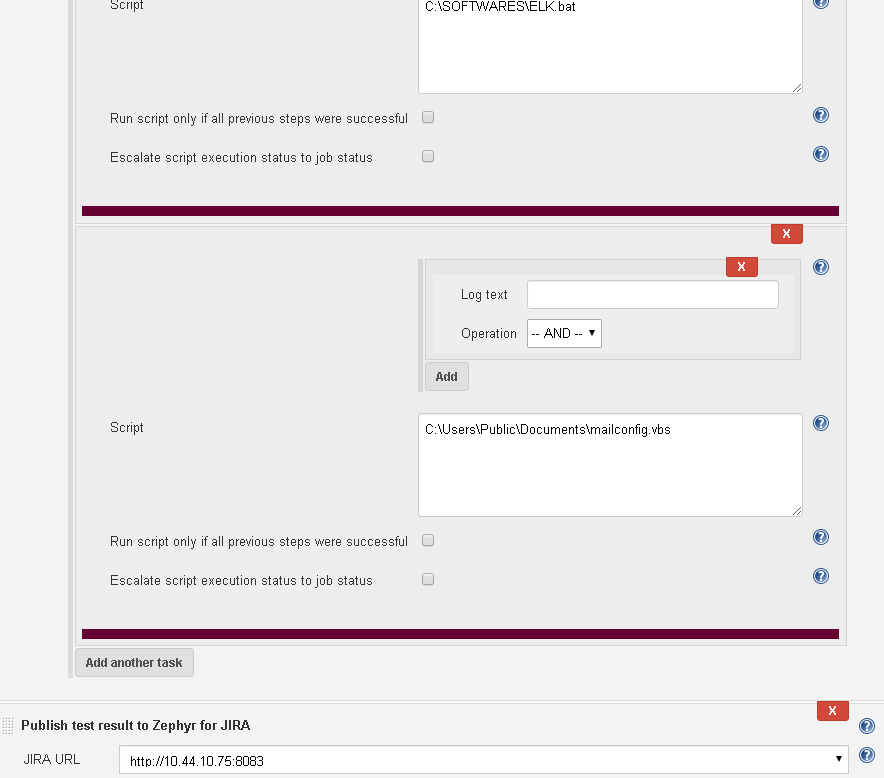 Script
C:\SOFTWARES\ELK.bat
Run script only if all previous steps were successful
Escalate script execution status to job status
X
X
Log text
Operation
-- AND --
Add
Script
C:\Users\Public\Documents\mailconfig.vbs
Run script only if all previous steps were successful
Escalate script execution status to job status
Add another task
X
Publish test result to Zephyr for JIRA
JIRA URL
http://10.44.10.75:8083